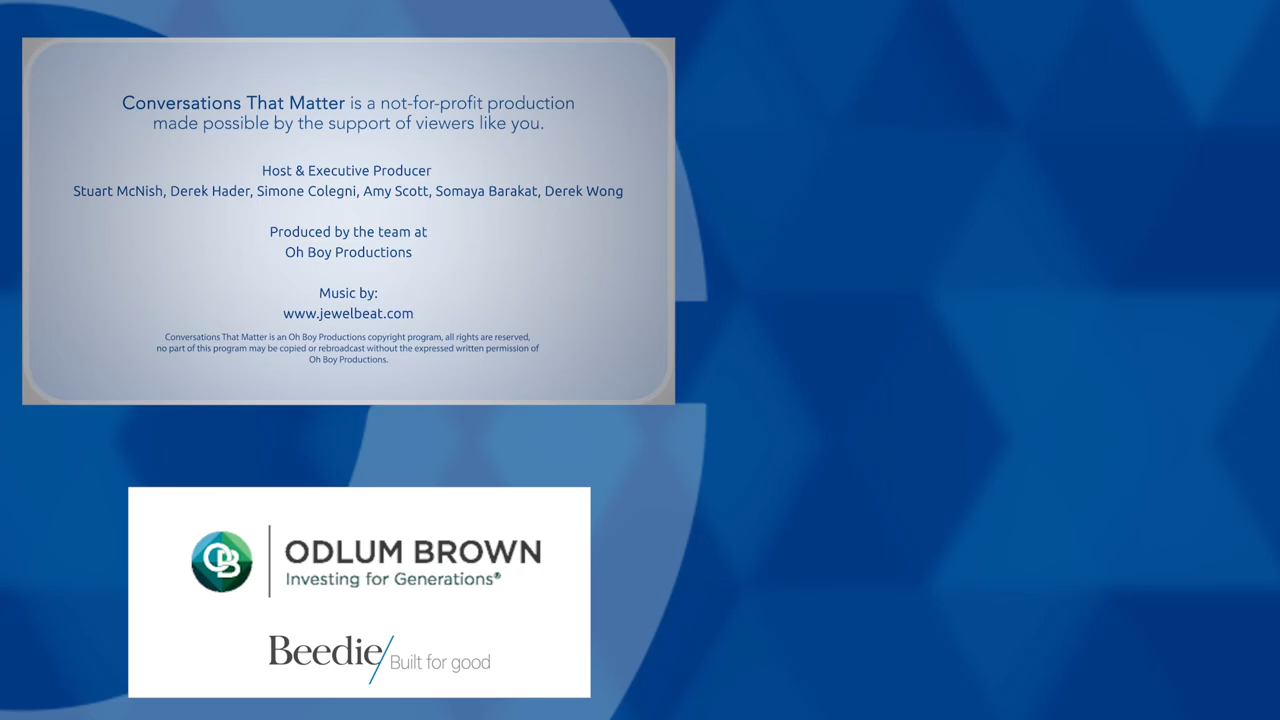 Conversations That Matter is a not-for-profit production
made possible by the support of viewers like you.
Host & Executive Producer
Stuart McNish, Derek Hader, Simone Colegni, Amy Scott, Somaya Barakat, Derek Wong
Produced by the team at
Oh Boy Productions
Music by:
www.jewelbeat.com
Conversations That Matter is an Oh Boy Productions copyright program, all rights are reserved,
no part of this program may be copied or rebroadcast without the expressed written permission of
Oh Boy Productions.
OB
ODLUM BROWN
Investing for Generations®
Beedie/ Built for good